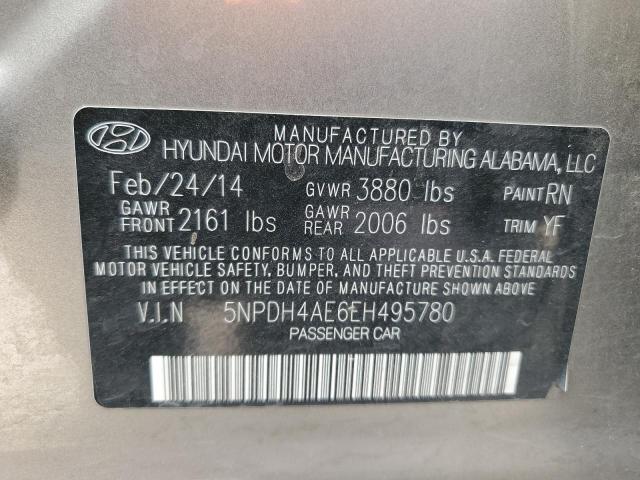 MANUFACTURED BY
HYUNDAI MOTOR MANUFACTURING ALABAMA, LLC
Feb/24/14 GVWR 3880 lbs PAINT RN
GAWR FRONT 2161 lbs GAWR REAR 2006 lbs TRIM YF
THIS VEHICLE CONFORMS TO ALL APPLICABLE U.S.A. FEDERAL
MOTOR VEHICLE SAFETY, BUMPER, AND THEFT PREVENTION STANDARDS
IN EFFECT ON THE DATE OF MANUFACTURE SHOWN ABOVE.
V.I.N 5NPDH4AE6EH495780
PASSENGER CAR